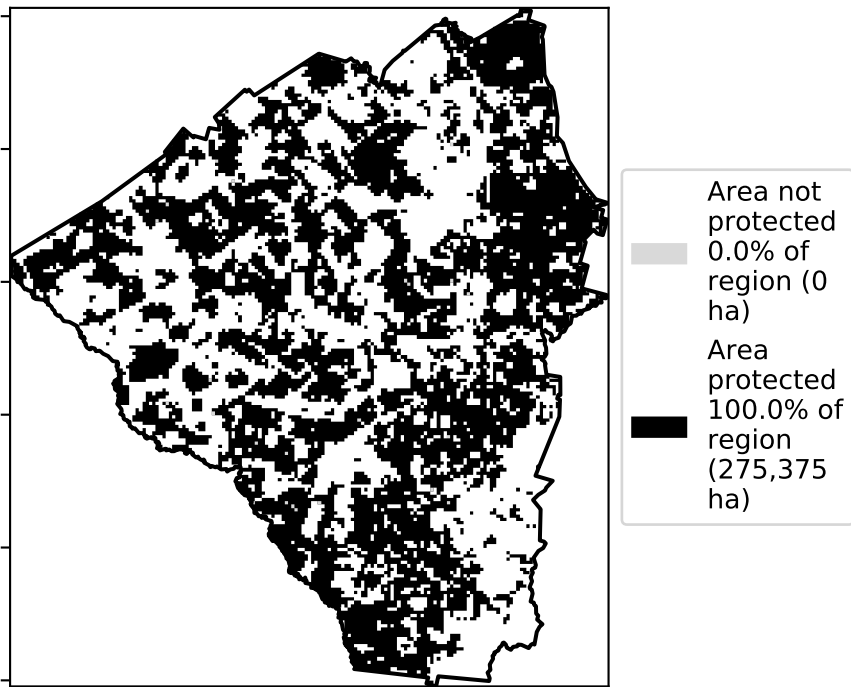 Area not
protected
0.0% of
region (0
ha)
Area
protected
100.0% of
region
(275,375
ha)